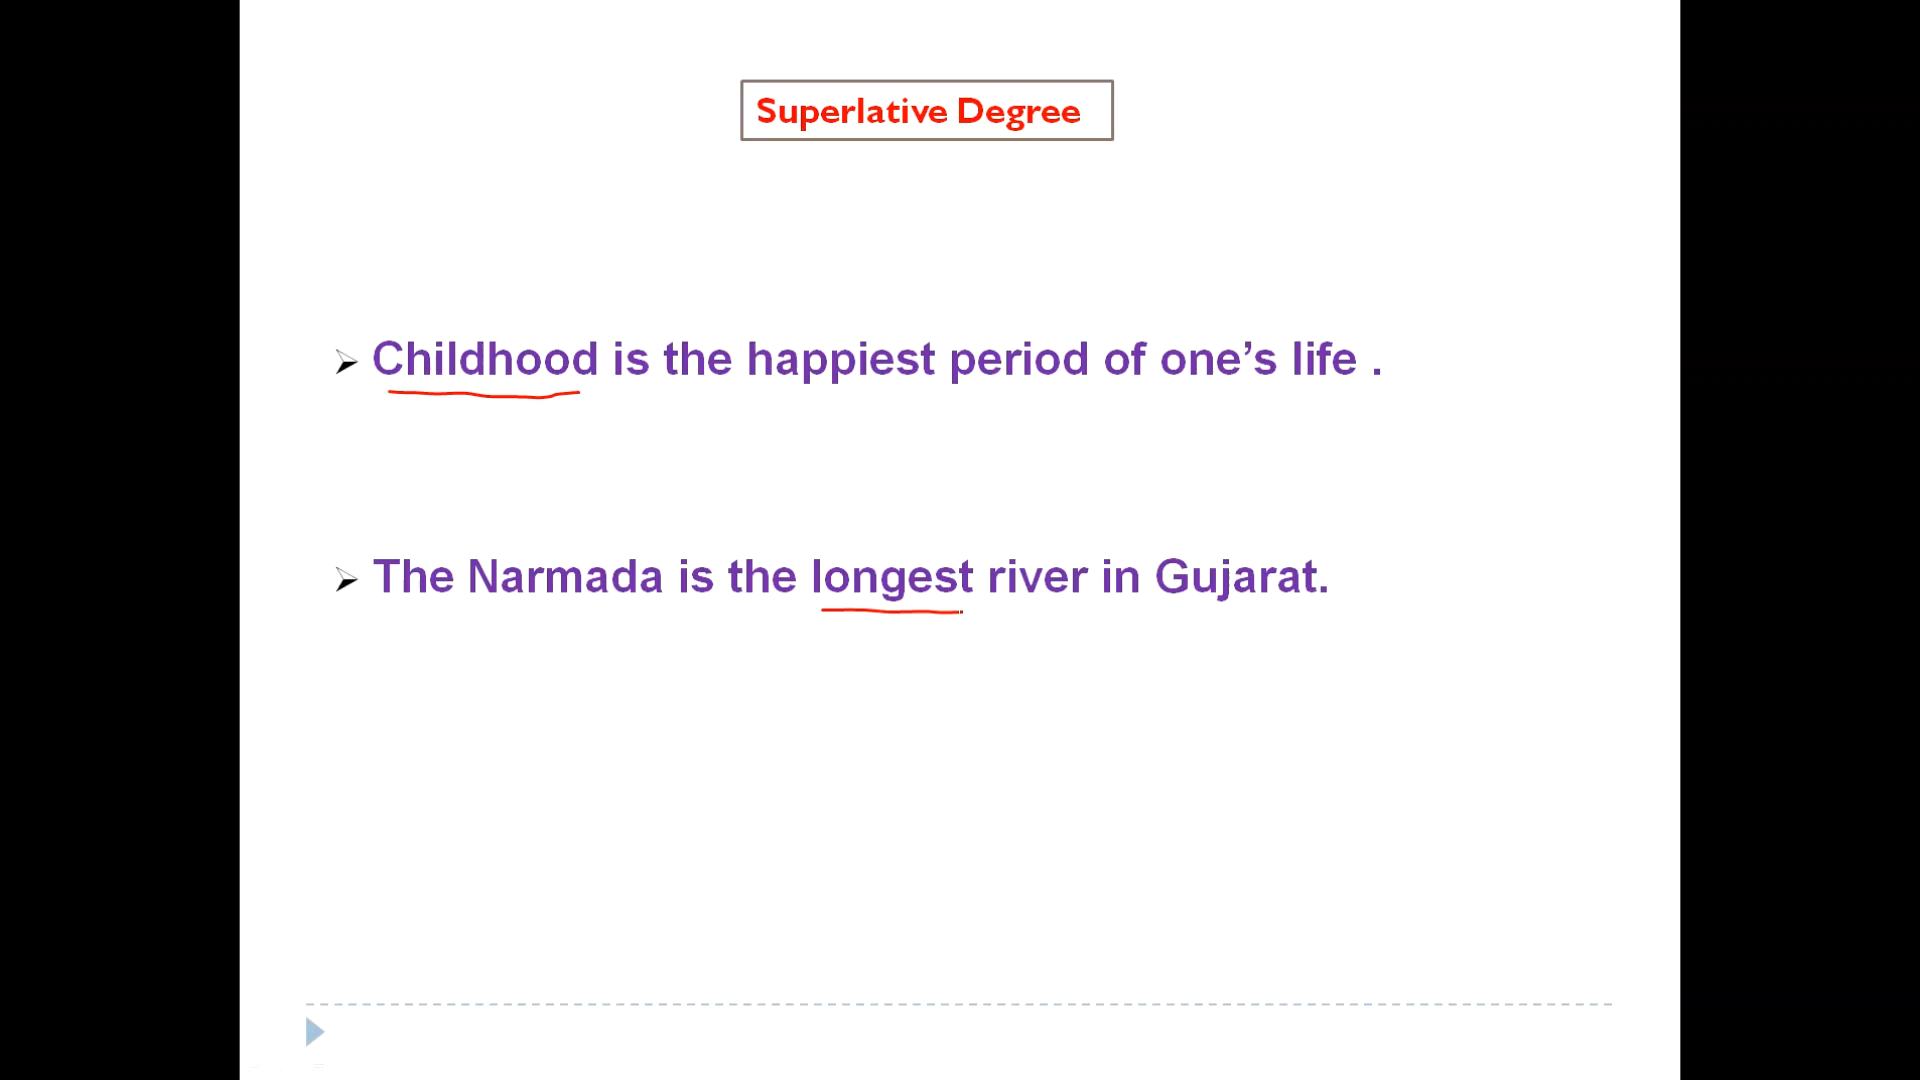 Superlative Degree
Childhood is the happiest period of one’s life .
The Narmada is the longest river in Gujarat.